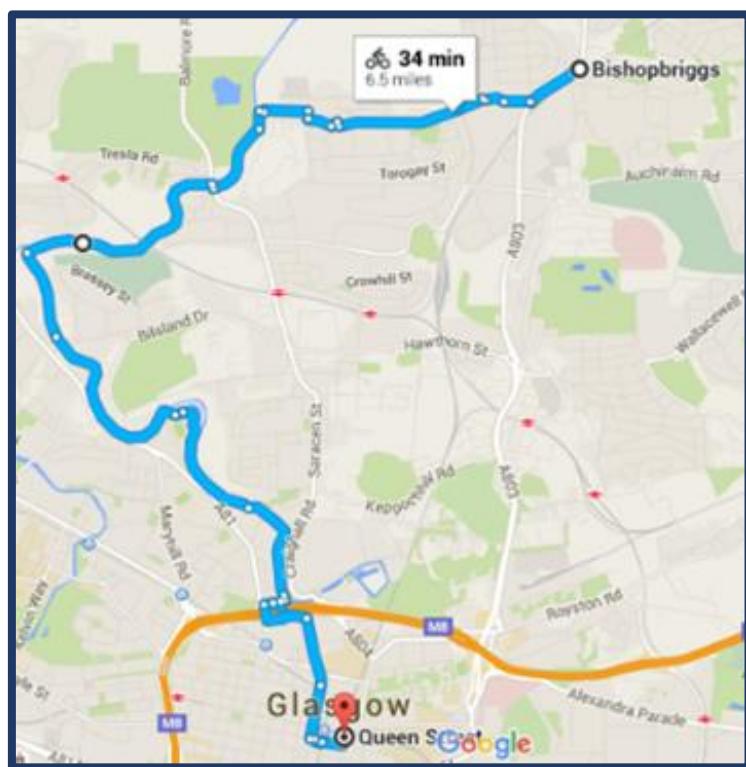 34 min
6.5 miles
Bishopbriggs
Balmore R
Tresta Rd
Torogay St
Auchinairn Rd
A803
Brassey St
Crowhill St
Bilsland Dr
Hawthorn St
Wallacewell
Saracen St
Keppochhill Rd
A803
A81
Craighall Rd
Maryhill Rd
Kelvin Way
Royston Rd
M8
A804
Glasgow
Alexandra Parade
M8
Queen Street
Google